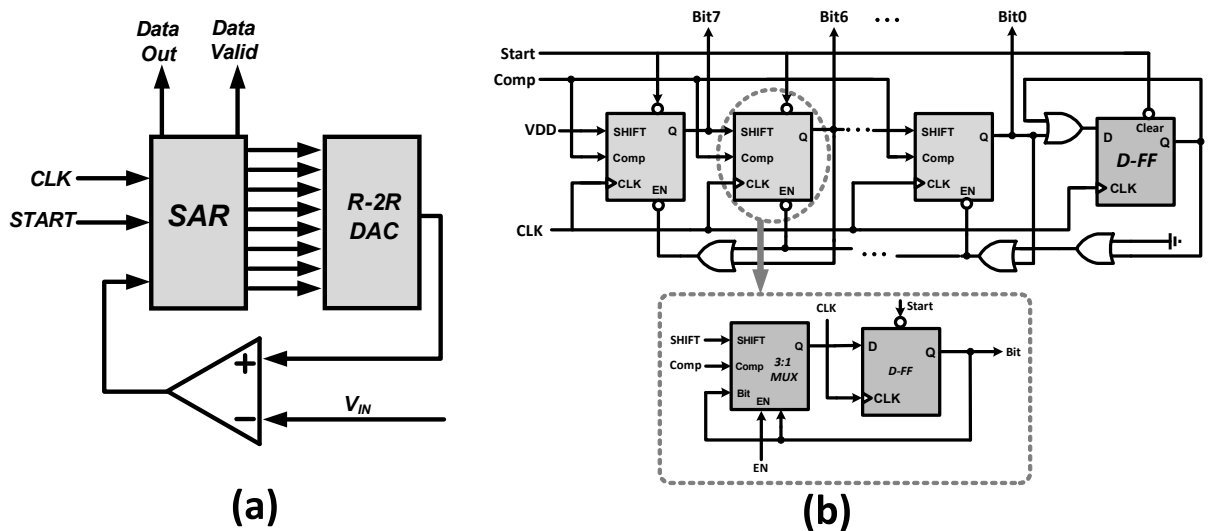 Data
Out
Data
Valid
CLK
START
SAR
R-2R
DAC
+
−
VIN
(a)
Bit7
Bit6
...
Bit0
Start
Comp
VDD
SHIFT
Q
Comp
CLK
EN
SHIFT
Q
Comp
CLK
EN
...
SHIFT
Q
Comp
CLK
EN
Clear
D
Q
D-FF
CLK
CLK
...
CLK
Start
SHIFT
Comp
SHIFT
Q
Comp
3:1
MUX
Bit
EN
D
Q
D-FF
CLK
Bit
EN
(b)